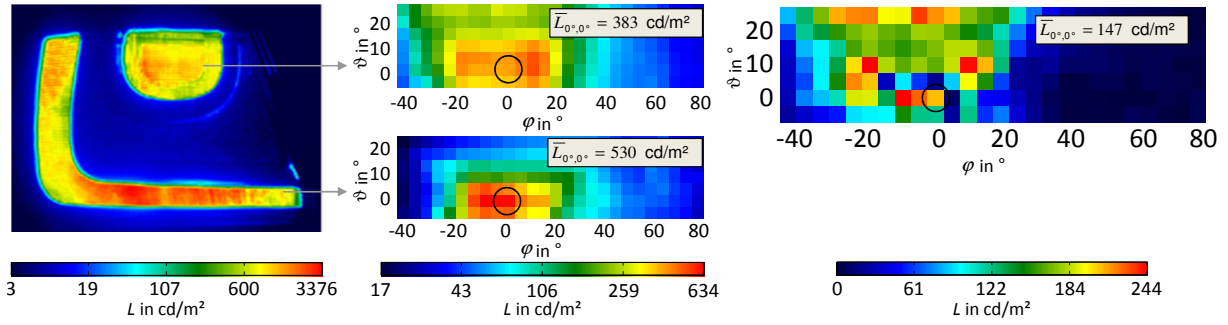 20
10
0
ϑ in °
L̅0°,0° = 383 cd/m²
-40 -20 0 20 40 60 80
φ in °
20
10
0
ϑ in °
L̅0°,0° = 530 cd/m²
-40 -20 0 20 40 60 80
φ in °
20
10
0
ϑ in °
L̅0°,0° = 147 cd/m²
-40 -20 0 20 40 60 80
φ in °
3 19 107 600 3376
L in cd/m²
17 43 106 259 634
L in cd/m²
0 61 122 184 244
L in cd/m²